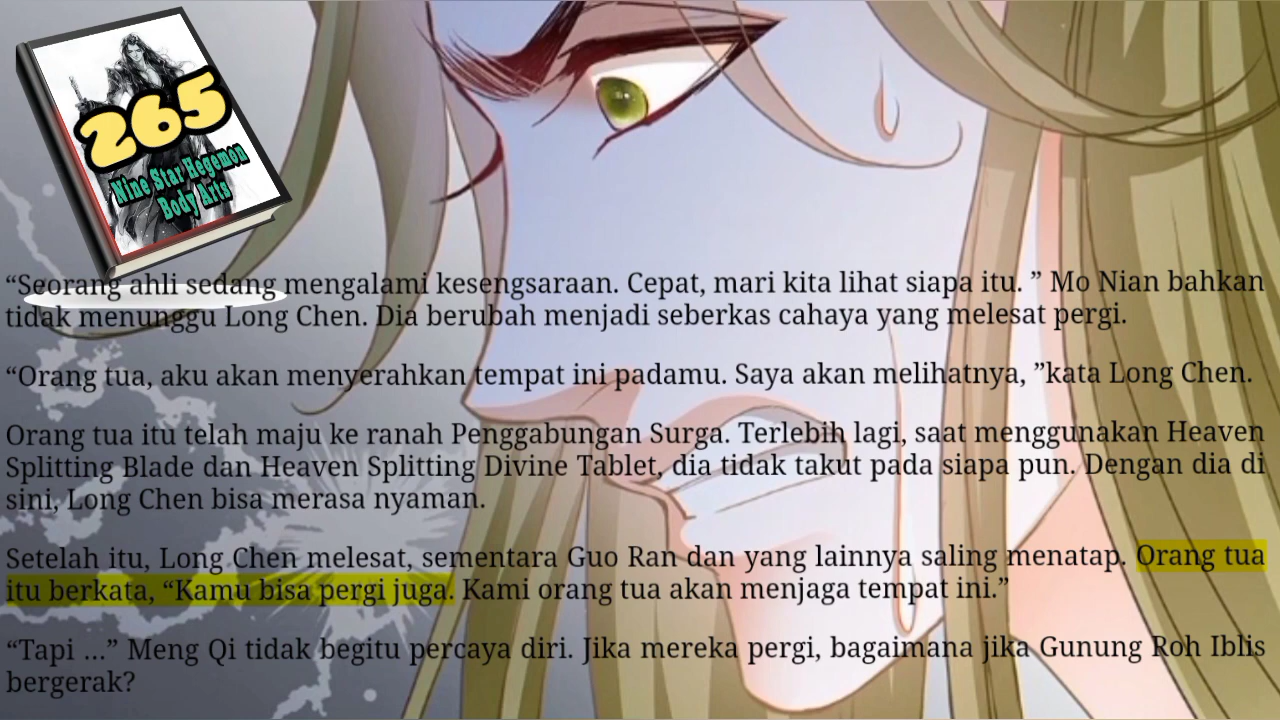 265
Nine Star Hegemon
Body Arts
“Seorang ahli sedang mengalami kesengsaraan. Cepat, mari kita lihat siapa itu. ” Mo Nian bahkan
tidak menunggu Long Chen. Dia berubah menjadi seberkas cahaya yang melesat pergi.
“Orang tua, aku akan menyerahkan tempat ini padamu. Saya akan melihatnya, ”kata Long Chen.
Orang tua itu telah maju ke ranah Penggabungan Surga. Terlebih lagi, saat menggunakan Heaven
Splitting Blade dan Heaven Splitting Divine Tablet, dia tidak takut pada siapa pun. Dengan dia di
sini, Long Chen bisa merasa nyaman.
Setelah itu, Long Chen melesat, sementara Guo Ran dan yang lainnya saling menatap. Orang tua
itu berkata, “Kamu bisa pergi juga. Kami orang tua akan menjaga tempat ini.”
“Tapi …” Meng Qi tidak begitu percaya diri. Jika mereka pergi, bagaimana jika Gunung Roh Iblis
bergerak?